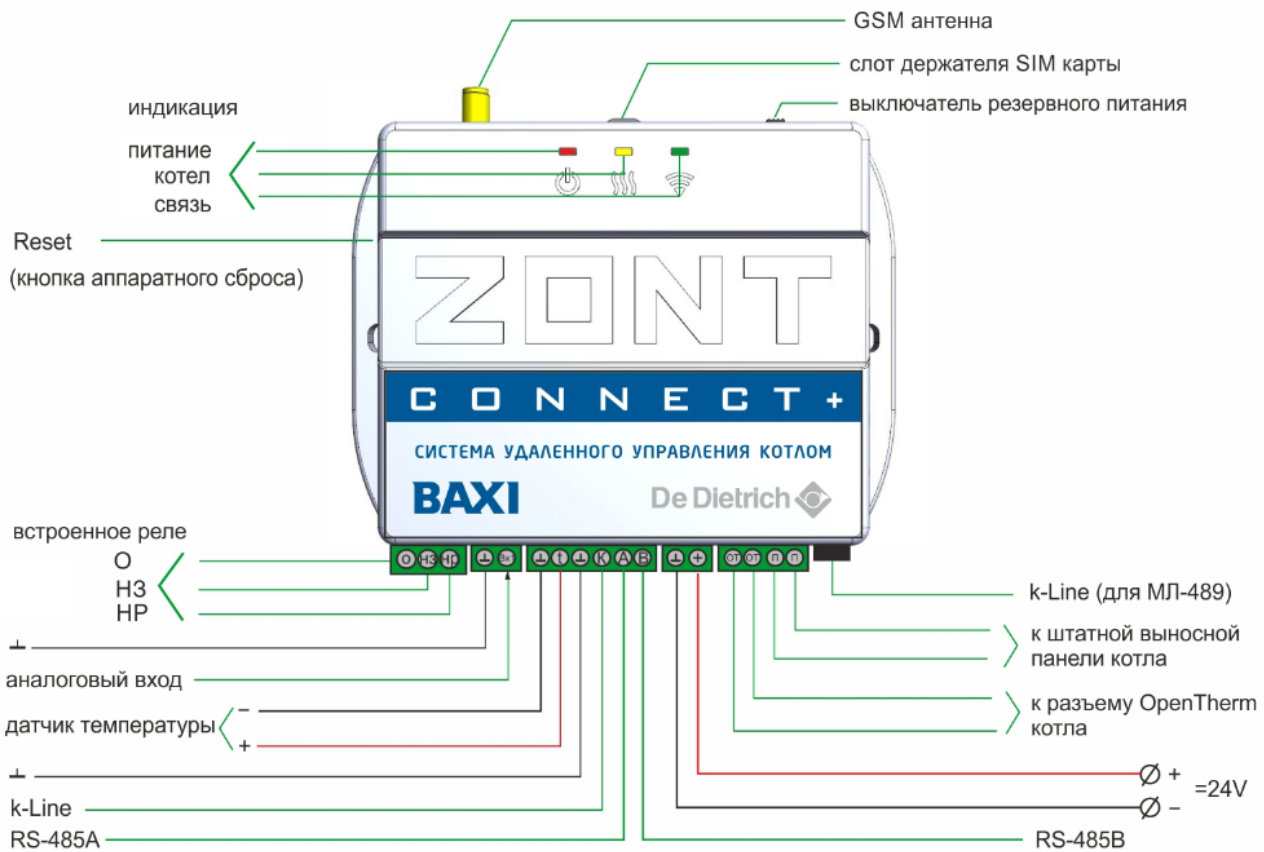 GSM антенна
слот держателя SIM карты
выключатель резервного питания
индикация
питание
котел
связь
Reset
(кнопка аппаратного сброса)
ZONT
CONNECT+
СИСТЕМА УДАЛЕННОГО УПРАВЛЕНИЯ КОТЛОМ
BAXI De Dietrich
встроенное реле
О
НЗ
НР
О НЗ НР ⊥ Вх1 ⊥ t ⊥ K A B ⊥ + ОТ ОТ П П
⊥
аналоговый вход
датчик температуры
−
+
⊥
k-Line
RS-485A
k-Line (для МЛ-489)
к штатной выносной
панели котла
к разъему OpenTherm
котла
+
=24V
−
RS-485B